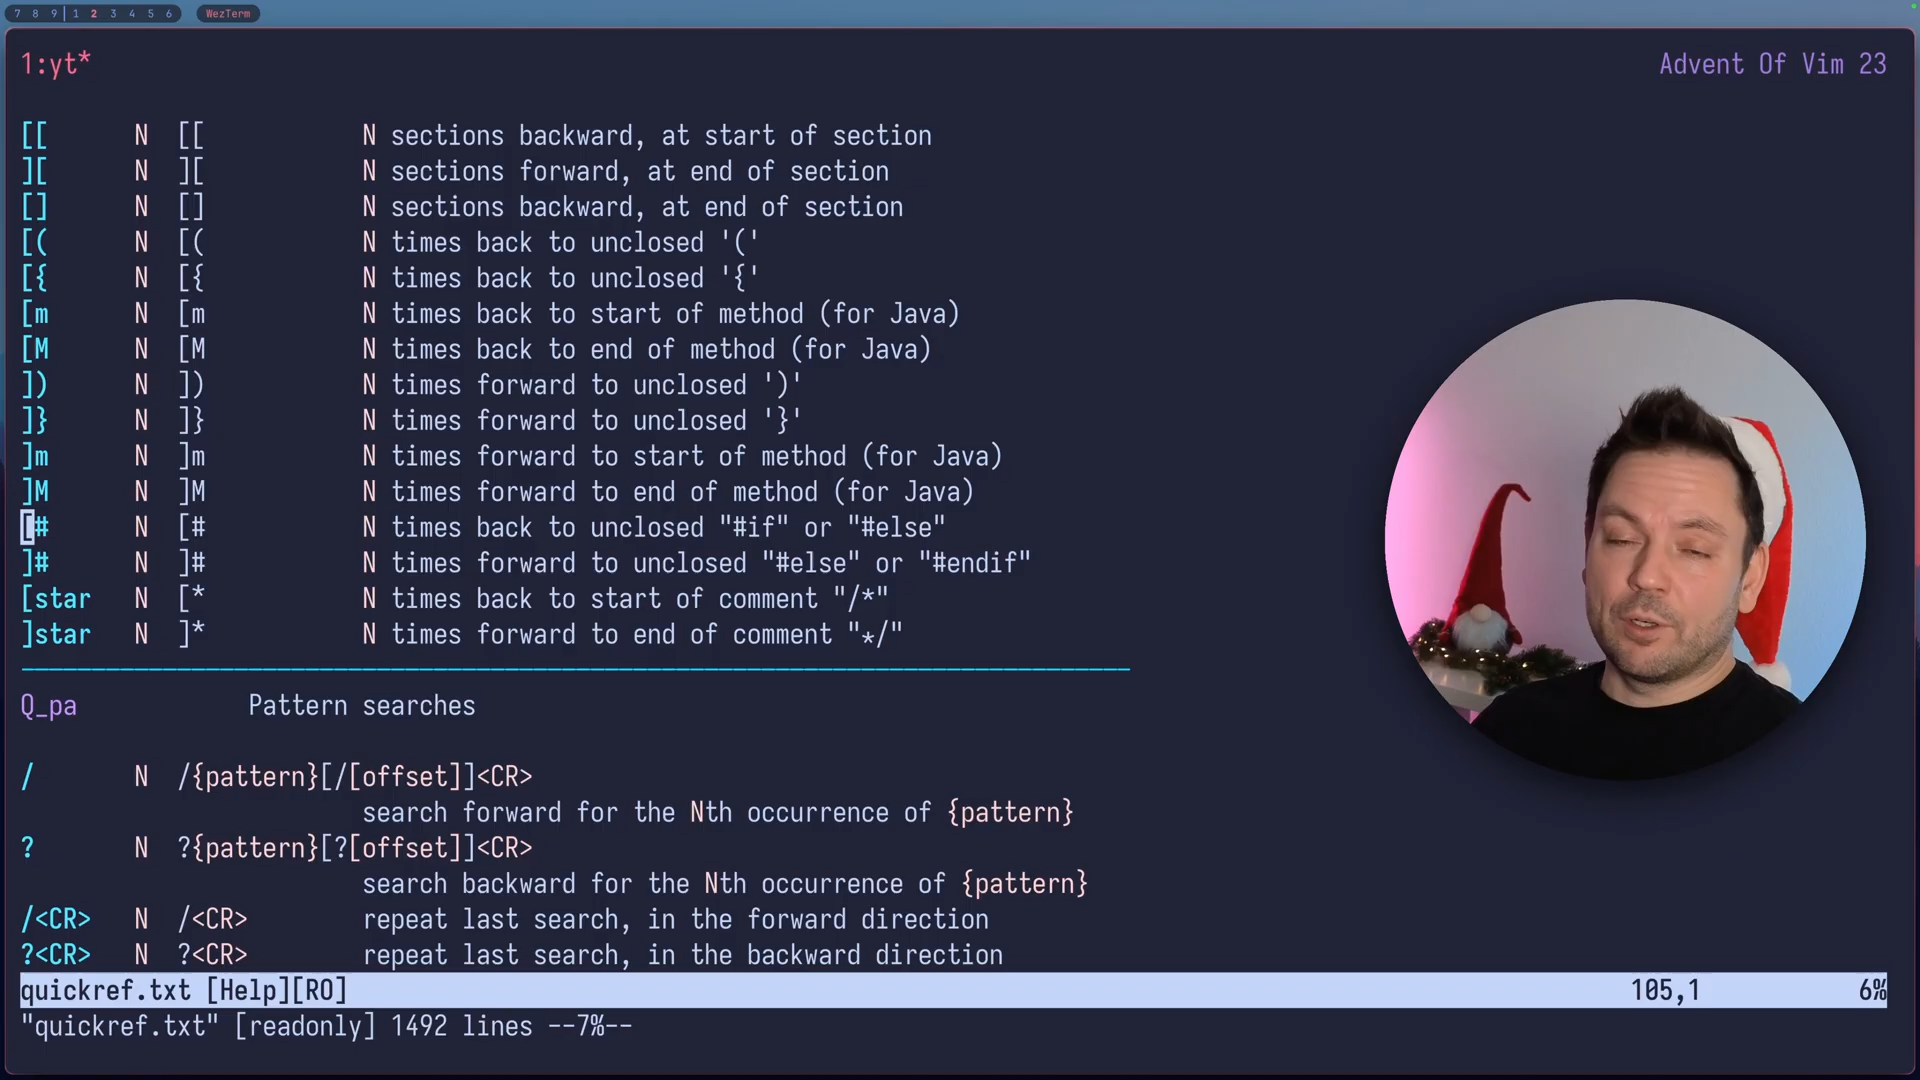 7 8 9 | 1 2 3 4 5 6 WezTerm
1:yt* Advent Of Vim 23
[[ N [[ N sections backward, at start of section
][ N ][ N sections forward, at end of section
[] N [] N sections backward, at end of section
[( N [( N times back to unclosed '('
[{ N [{ N times back to unclosed '{'
[m N [m N times back to start of method (for Java)
[M N [M N times back to end of method (for Java)
]) N ]) N times forward to unclosed ')'
]} N ]} N times forward to unclosed '}'
]m N ]m N times forward to start of method (for Java)
]M N ]M N times forward to end of method (for Java)
[# N [# N times back to unclosed "#if" or "#else"
]# N ]# N times forward to unclosed "#else" or "#endif"
[star N [* N times back to start of comment "/*"
]star N ]* N times forward to end of comment "*/"
Q_pa Pattern searches
/ N /{pattern}[/[offset]]<CR>
search forward for the Nth occurrence of {pattern}
? N ?{pattern}[?[offset]]<CR>
search backward for the Nth occurrence of {pattern}
/<CR> N /<CR> repeat last search, in the forward direction
?<CR> N ?<CR> repeat last search, in the backward direction
quickref.txt [Help][RO] 105,1 6%
"quickref.txt" [readonly] 1492 lines --7%--